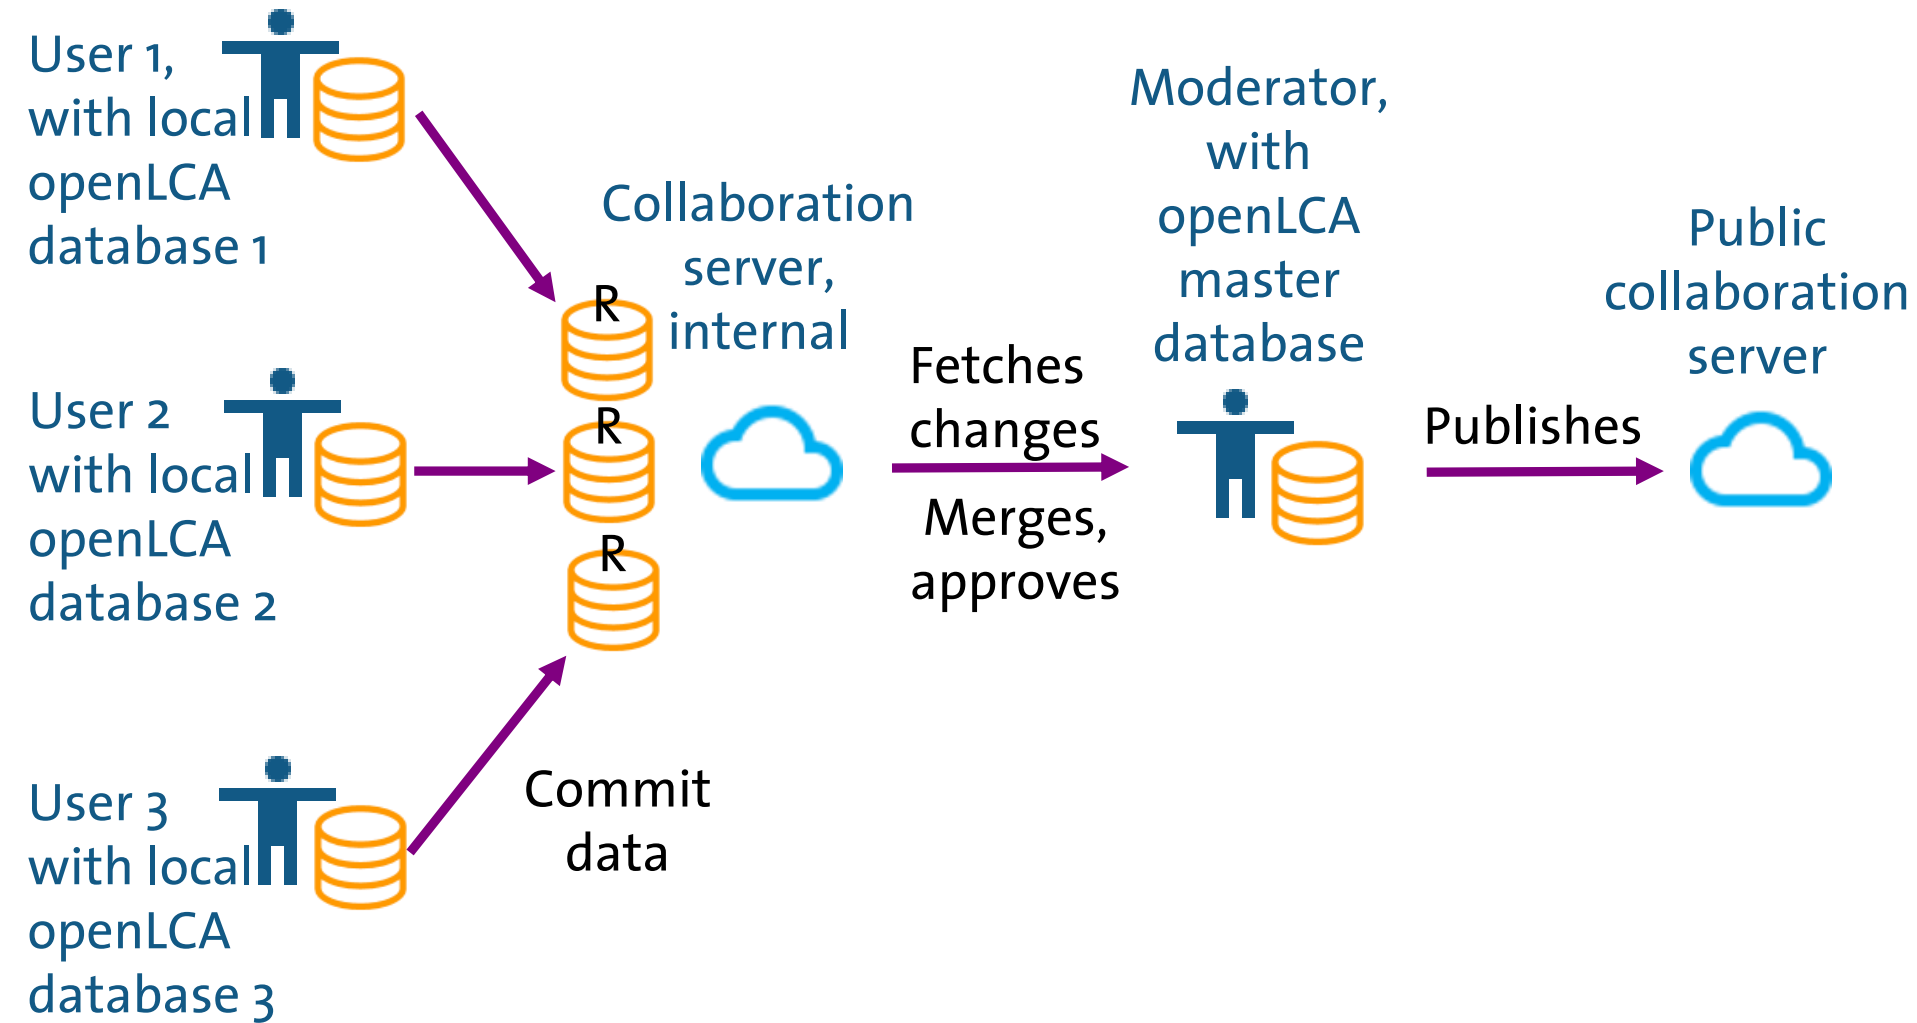 User 1,
with local
openLCA
database 1
User 2
with local
openLCA
database 2
User 3
with local
openLCA
database 3
Commit
data
R
R
R
Collaboration
server,
internal
Fetches
changes
Merges,
approves
Moderator,
with
openLCA
master
database
Publishes
Public
collaboration
server